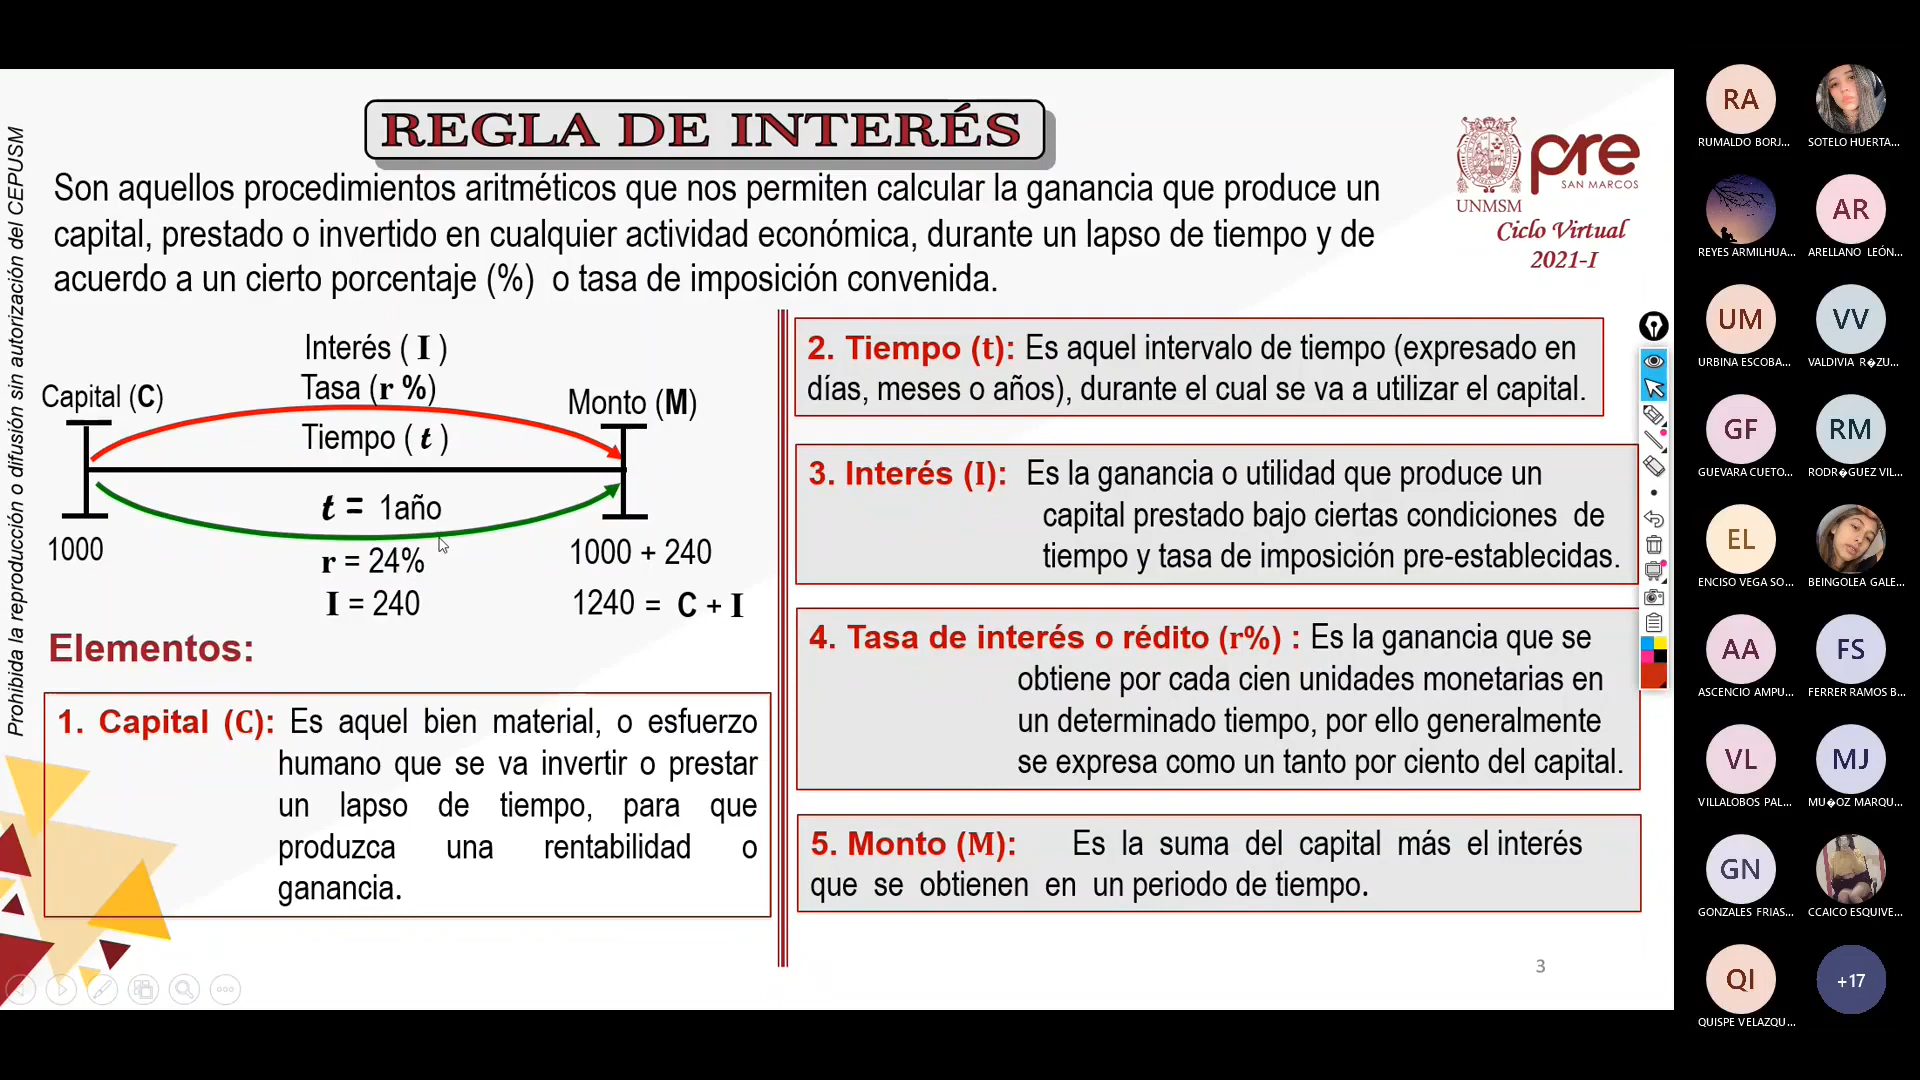 REGLA DE INTERÉS
Prohibida la reproducción o difusión sin autorización del CEPUSM
Son aquellos procedimientos aritméticos que nos permiten calcular la ganancia que produce un
capital, prestado o invertido en cualquier actividad económica, durante un lapso de tiempo y de
acuerdo a un cierto porcentaje (%) o tasa de imposición convenida.
UNMSM
pre
SAN MARCOS
Ciclo Virtual
2021-I
Interés ( I )
Capital (C)
Tasa (r %)
Monto (M)
Tiempo ( t )
t = 1año
1000
r = 24%
1000 + 240
I = 240
1240 = C + I
Elementos:
1. Capital (C): Es aquel bien material, o esfuerzo
humano que se va invertir o prestar
un lapso de tiempo, para que
produzca una rentabilidad o
ganancia.
2. Tiempo (t): Es aquel intervalo de tiempo (expresado en
días, meses o años), durante el cual se va a utilizar el capital.
3. Interés (I): Es la ganancia o utilidad que produce un
capital prestado bajo ciertas condiciones de
tiempo y tasa de imposición pre-establecidas.
4. Tasa de interés o rédito (r%) : Es la ganancia que se
obtiene por cada cien unidades monetarias en
un determinado tiempo, por ello generalmente
se expresa como un tanto por ciento del capital.
5. Monto (M): Es la suma del capital más el interés
que se obtienen en un periodo de tiempo.
3
RA
RUMALDO BORJ...
SOTELO HUERTA...
REYES ARMILHUA...
AR
ARELLANO LEÓN...
UM
URBINA ESCOBA...
VV
VALDIVIA R�ZU...
GF
GUEVARA CUETO...
RM
RODR�GUEZ VIL...
EL
ENCISO VEGA SO...
BEINGOLEA GALE...
AA
ASCENCIO AMPU...
FS
FERRER RAMOS B...
VL
VILLALOBOS PAL...
MJ
MU�OZ MARQU...
GN
GONZALES FRIAS...
CCAICO ESQUIVE...
QI
QUISPE VELAZQU...
+17